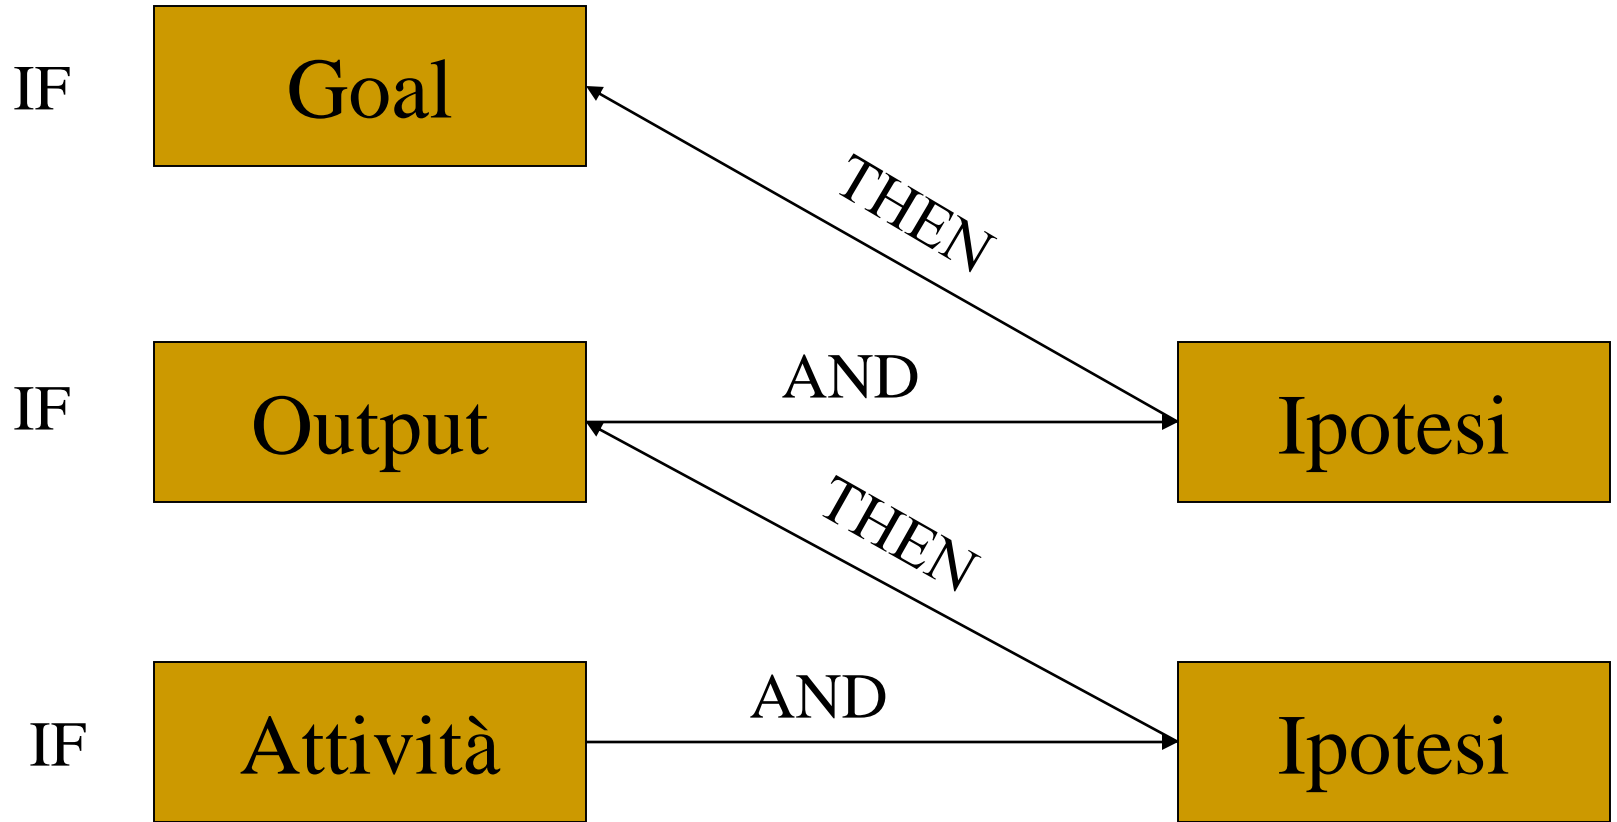 IF
Goal
THEN
IF
Output
AND
Ipotesi
THEN
IF
Attività
AND
Ipotesi